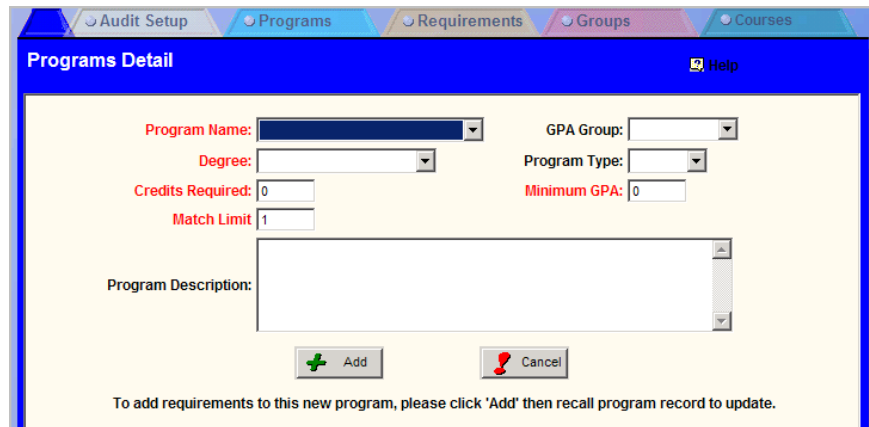 Audit Setup Programs Requirements Groups Courses
Programs Detail Help
Program Name: GPA Group:
Degree: Program Type:
Credits Required: 0 Minimum GPA: 0
Match Limit 1
Program Description:
Add Cancel
To add requirements to this new program, please click 'Add' then recall program record to update.